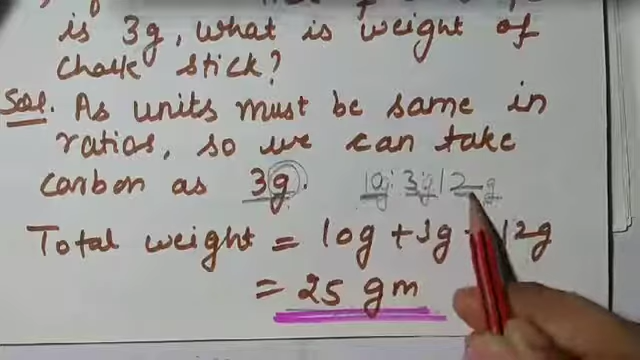 is 3g, what is weight of
chalk stick?
Sol. As units must be same in
ratios, so we can take
carbon as 3g. 10g: 3g 12g
Total weight = 10g + 3g + 12g
= 25 gm